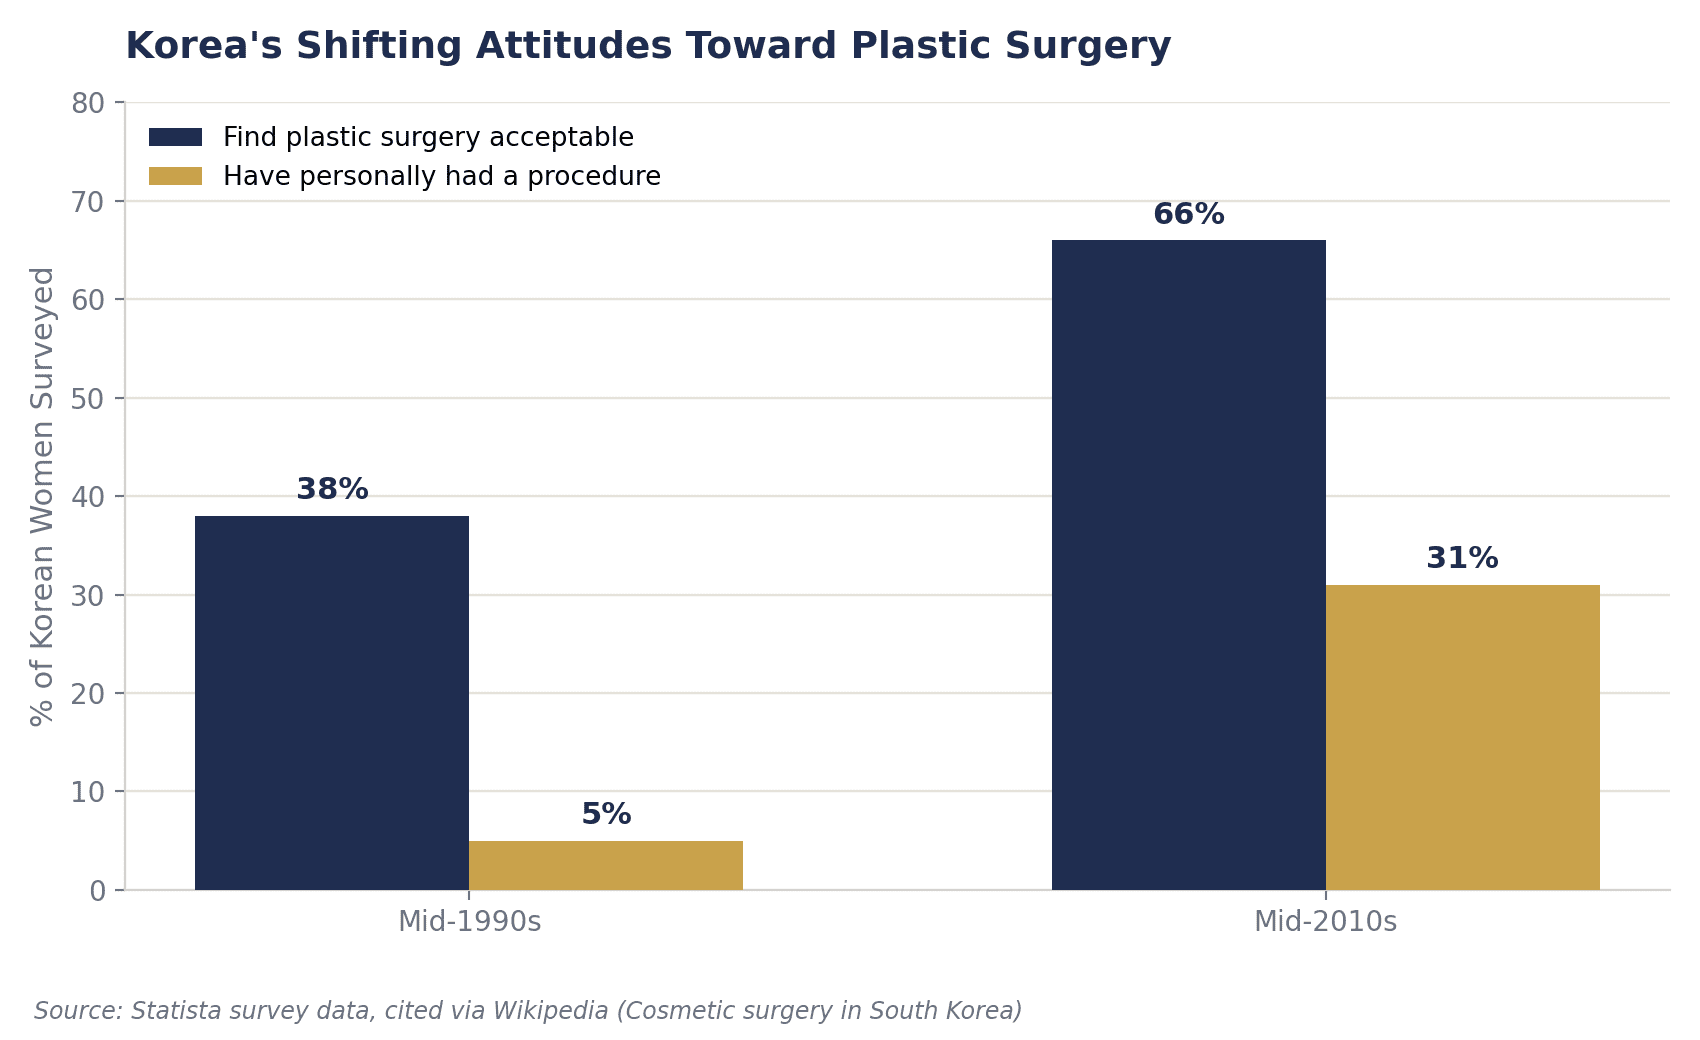 Korea's Shifting Attitudes Toward Plastic Surgery
Find plastic surgery acceptable
Have personally had a procedure
% of Korean Women Surveyed
80
70
60
50
40
30
20
10
0
38%
5%
66%
31%
Mid-1990s
Mid-2010s
Source: Statista survey data, cited via Wikipedia (Cosmetic surgery in South Korea)